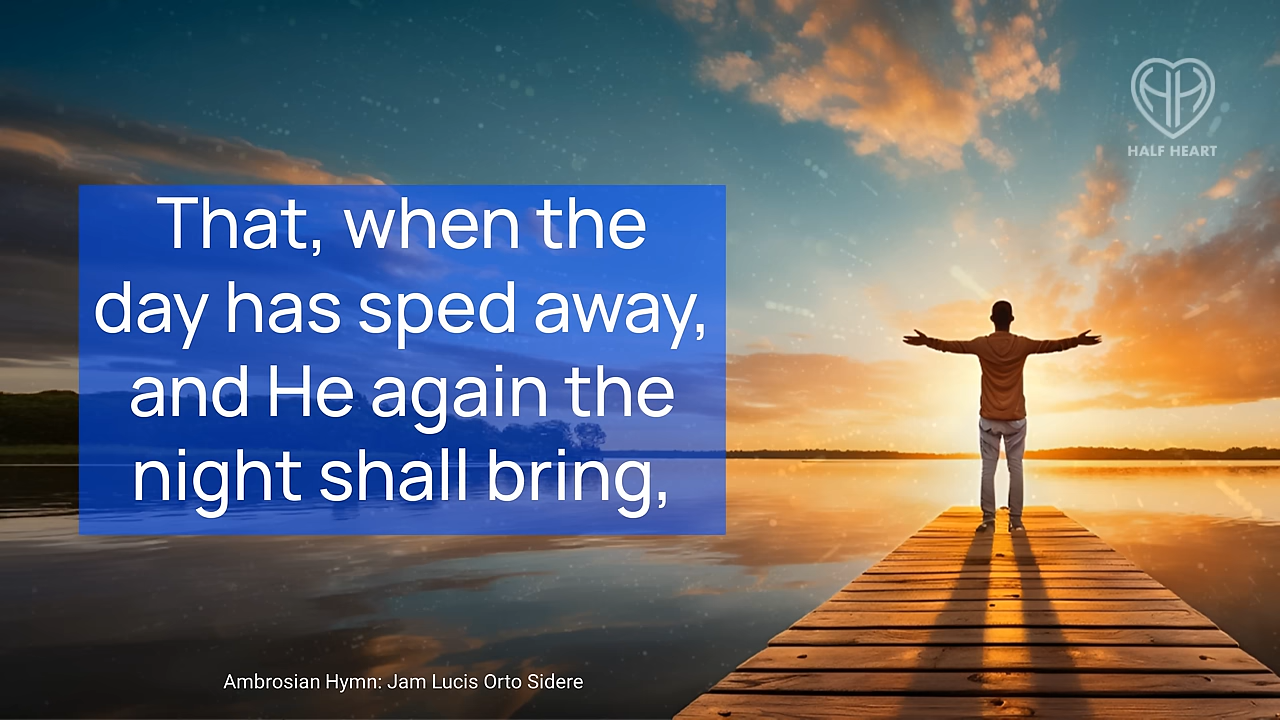 HALF HEART
That, when the
day has sped away,
and He again the
night shall bring,
Ambrosian Hymn: Jam Lucis Orto Sidere